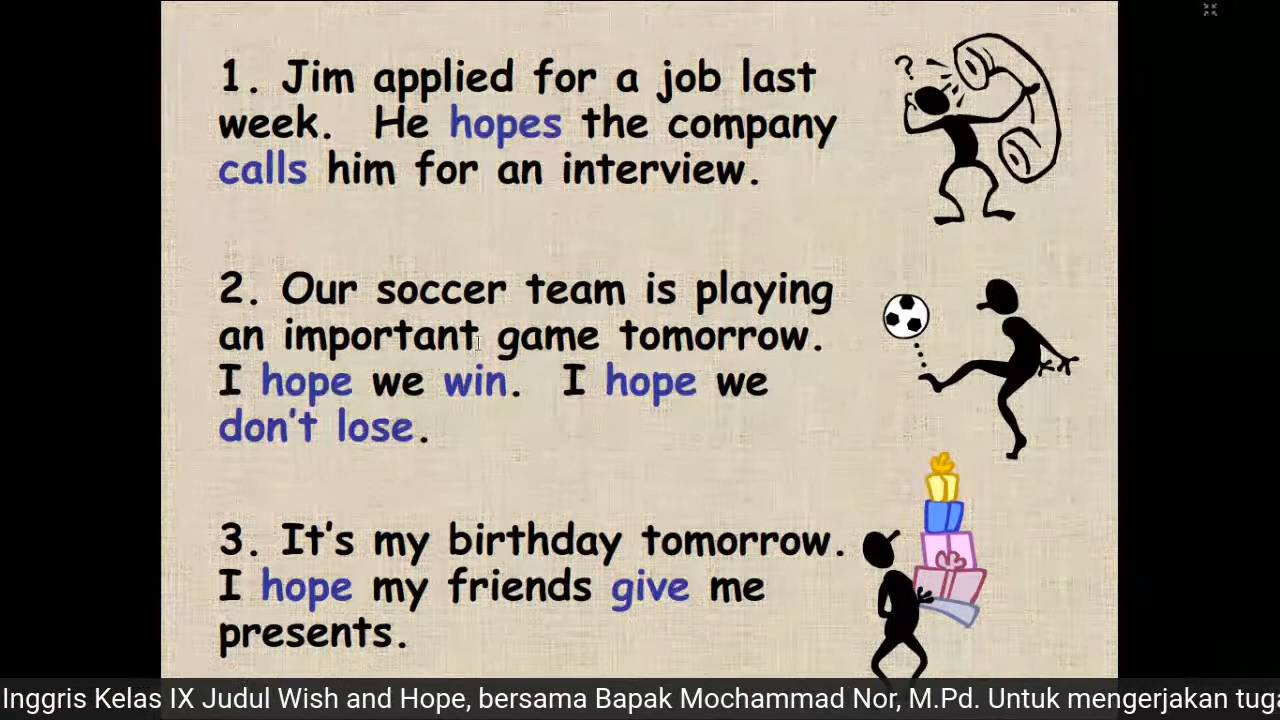 1. Jim applied for a job last
week. He hopes the company
calls him for an interview.
?
2. Our soccer team is playing
an important game tomorrow.
I hope we win. I hope we
don't lose.
3. It's my birthday tomorrow.
I hope my friends give me
presents.
Inggris Kelas IX Judul Wish and Hope, bersama Bapak Mochammad Nor, M.Pd. Untuk mengerjakan tuga